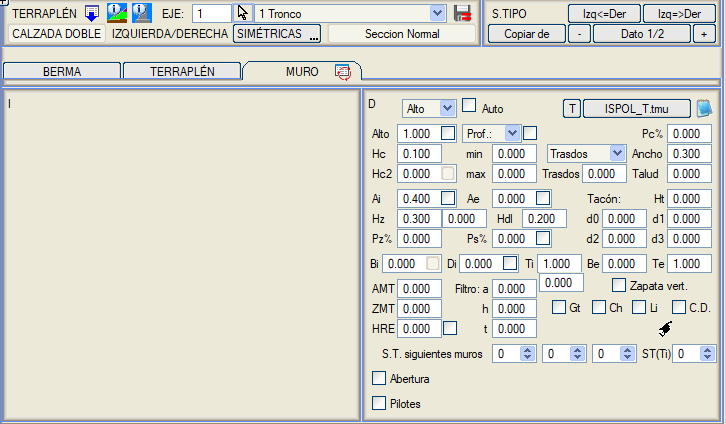 TERRAPLÉN EJE: 1 1 Tronco S.TIPO Izq<=Der Izq=>Der
CALZADA DOBLE IZQUIERDA/DERECHA SIMÉTRICAS ... Seccion Normal Copiar de - Dato 1/2 +
BERMA TERRAPLÉN MURO
I
D Alto Auto T ISPOL_T.tmu
Alto 1.000 Prof.: Pc% 0.000
Hc 0.100 min 0.000 Trasdos Ancho 0.300
Hc2 0.000 max 0.000 Trasdos 0.000 Talud 0.000
Ai 0.400 Ae 0.000 Tacón: Ht 0.000
Hz 0.300 0.000 Hdl 0.200 d0 0.000 d1 0.000
Pz% 0.000 Ps% 0.000 d2 0.000 d3 0.000
Bi 0.000 Di 0.000 Ti 1.000 Be 0.000 Te 1.000
AMT 0.000 Filtro: a 0.000 0.000 Zapata vert.
ZMT 0.000 h 0.000 Gt Ch Li C.D.
HRE 0.000 t 0.000
S.T. siguientes muros 0 0 0 ST(Ti) 0
Abertura
Pilotes